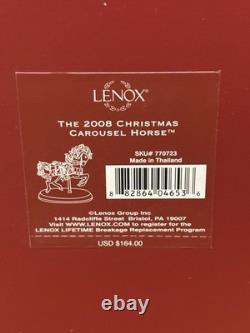 LENOX®
THE 2008 CHRISTMAS
CAROUSEL HORSE™
SKU# 770723
Made in Thailand
8 82864 04653 6
©Lenox Group Inc
1414 Radcliffe Street Bristol, PA 19007
Visit WWW.LENOX.com to register for the
LENOX LIFETIME Breakage Replacement Program
USD $164.00